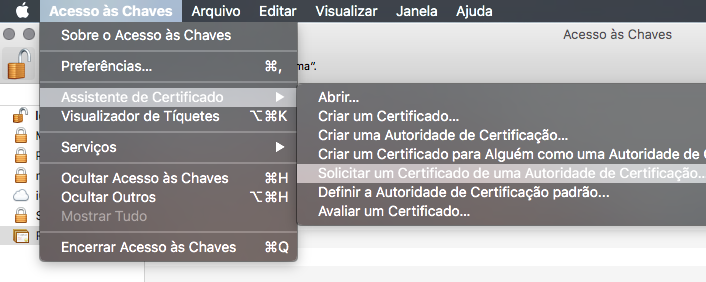 Acesso às Chaves Arquivo Editar Visualizar Janela Ajuda
Acesso às Chaves
Sobre o Acesso às Chaves
Preferências... ⌘,
ma”.
Assistente de Certificado ▶
Visualizador de Tíquetes ⌥⌘K
Serviços ▶
Ocultar Acesso às Chaves ⌘H
Ocultar Outros ⌥⌘H
Mostrar Tudo
Encerrar Acesso às Chaves ⌘Q
Abrir...
Criar um Certificado...
Criar uma Autoridade de Certificação...
Criar um Certificado para Alguém como uma Autoridade de C
Solicitar um Certificado de uma Autoridade de Certificação...
Definir a Autoridade de Certificação padrão...
Avaliar um Certificado...